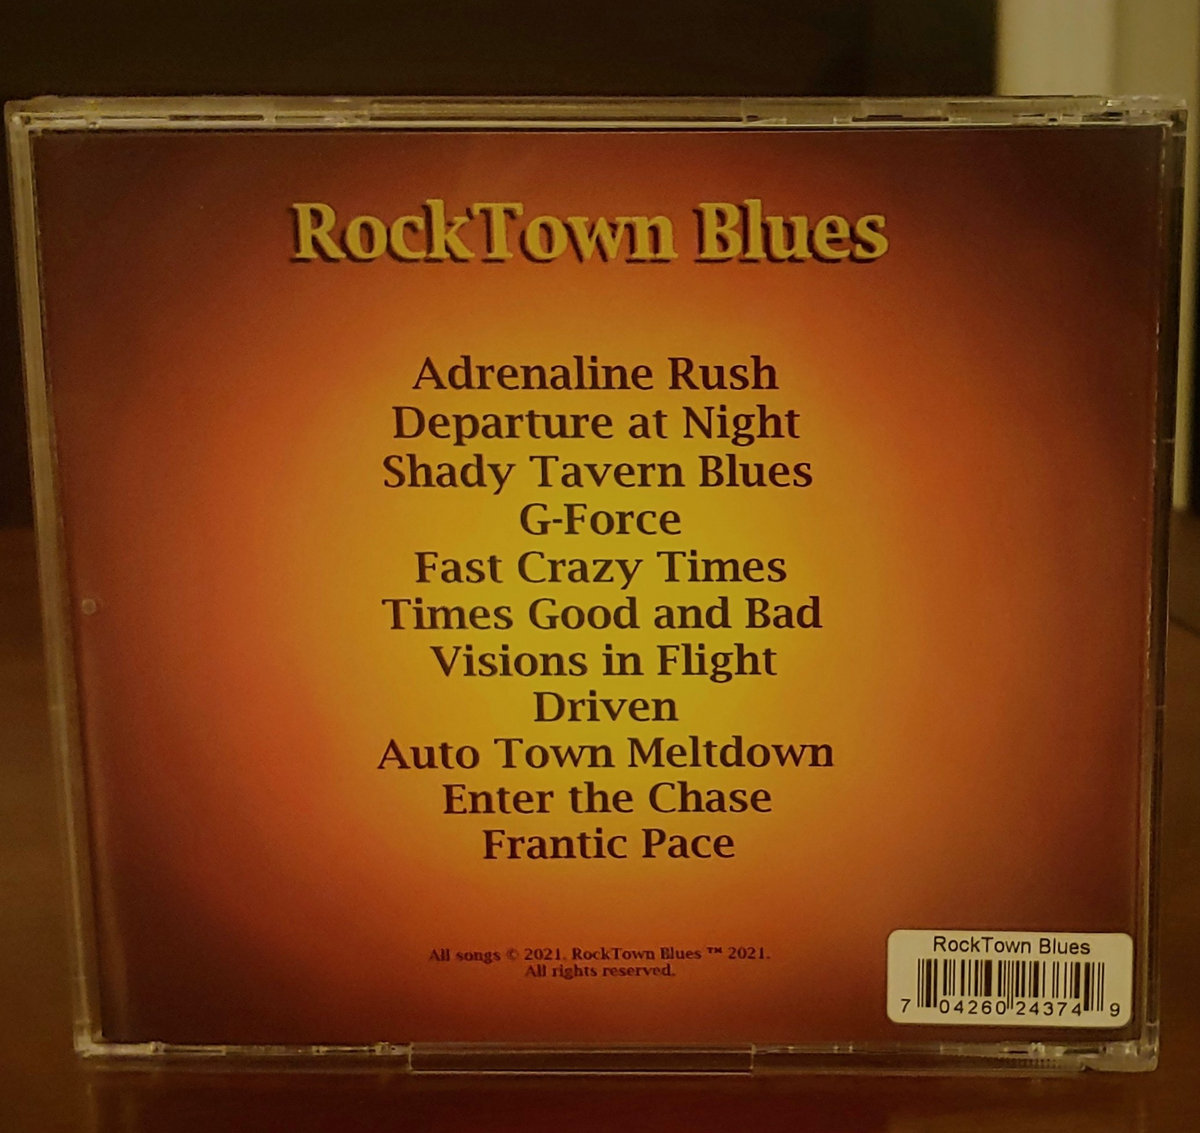 RockTown Blues
Adrenaline Rush
Departure at Night
Shady Tavern Blues
G-Force
Fast Crazy Times
Times Good and Bad
Visions in Flight
Driven
Auto Town Meltdown
Enter the Chase
Frantic Pace
All songs © 2021. RockTown Blues ™ 2021.
All rights reserved.
RockTown Blues
7 04260 24374 9